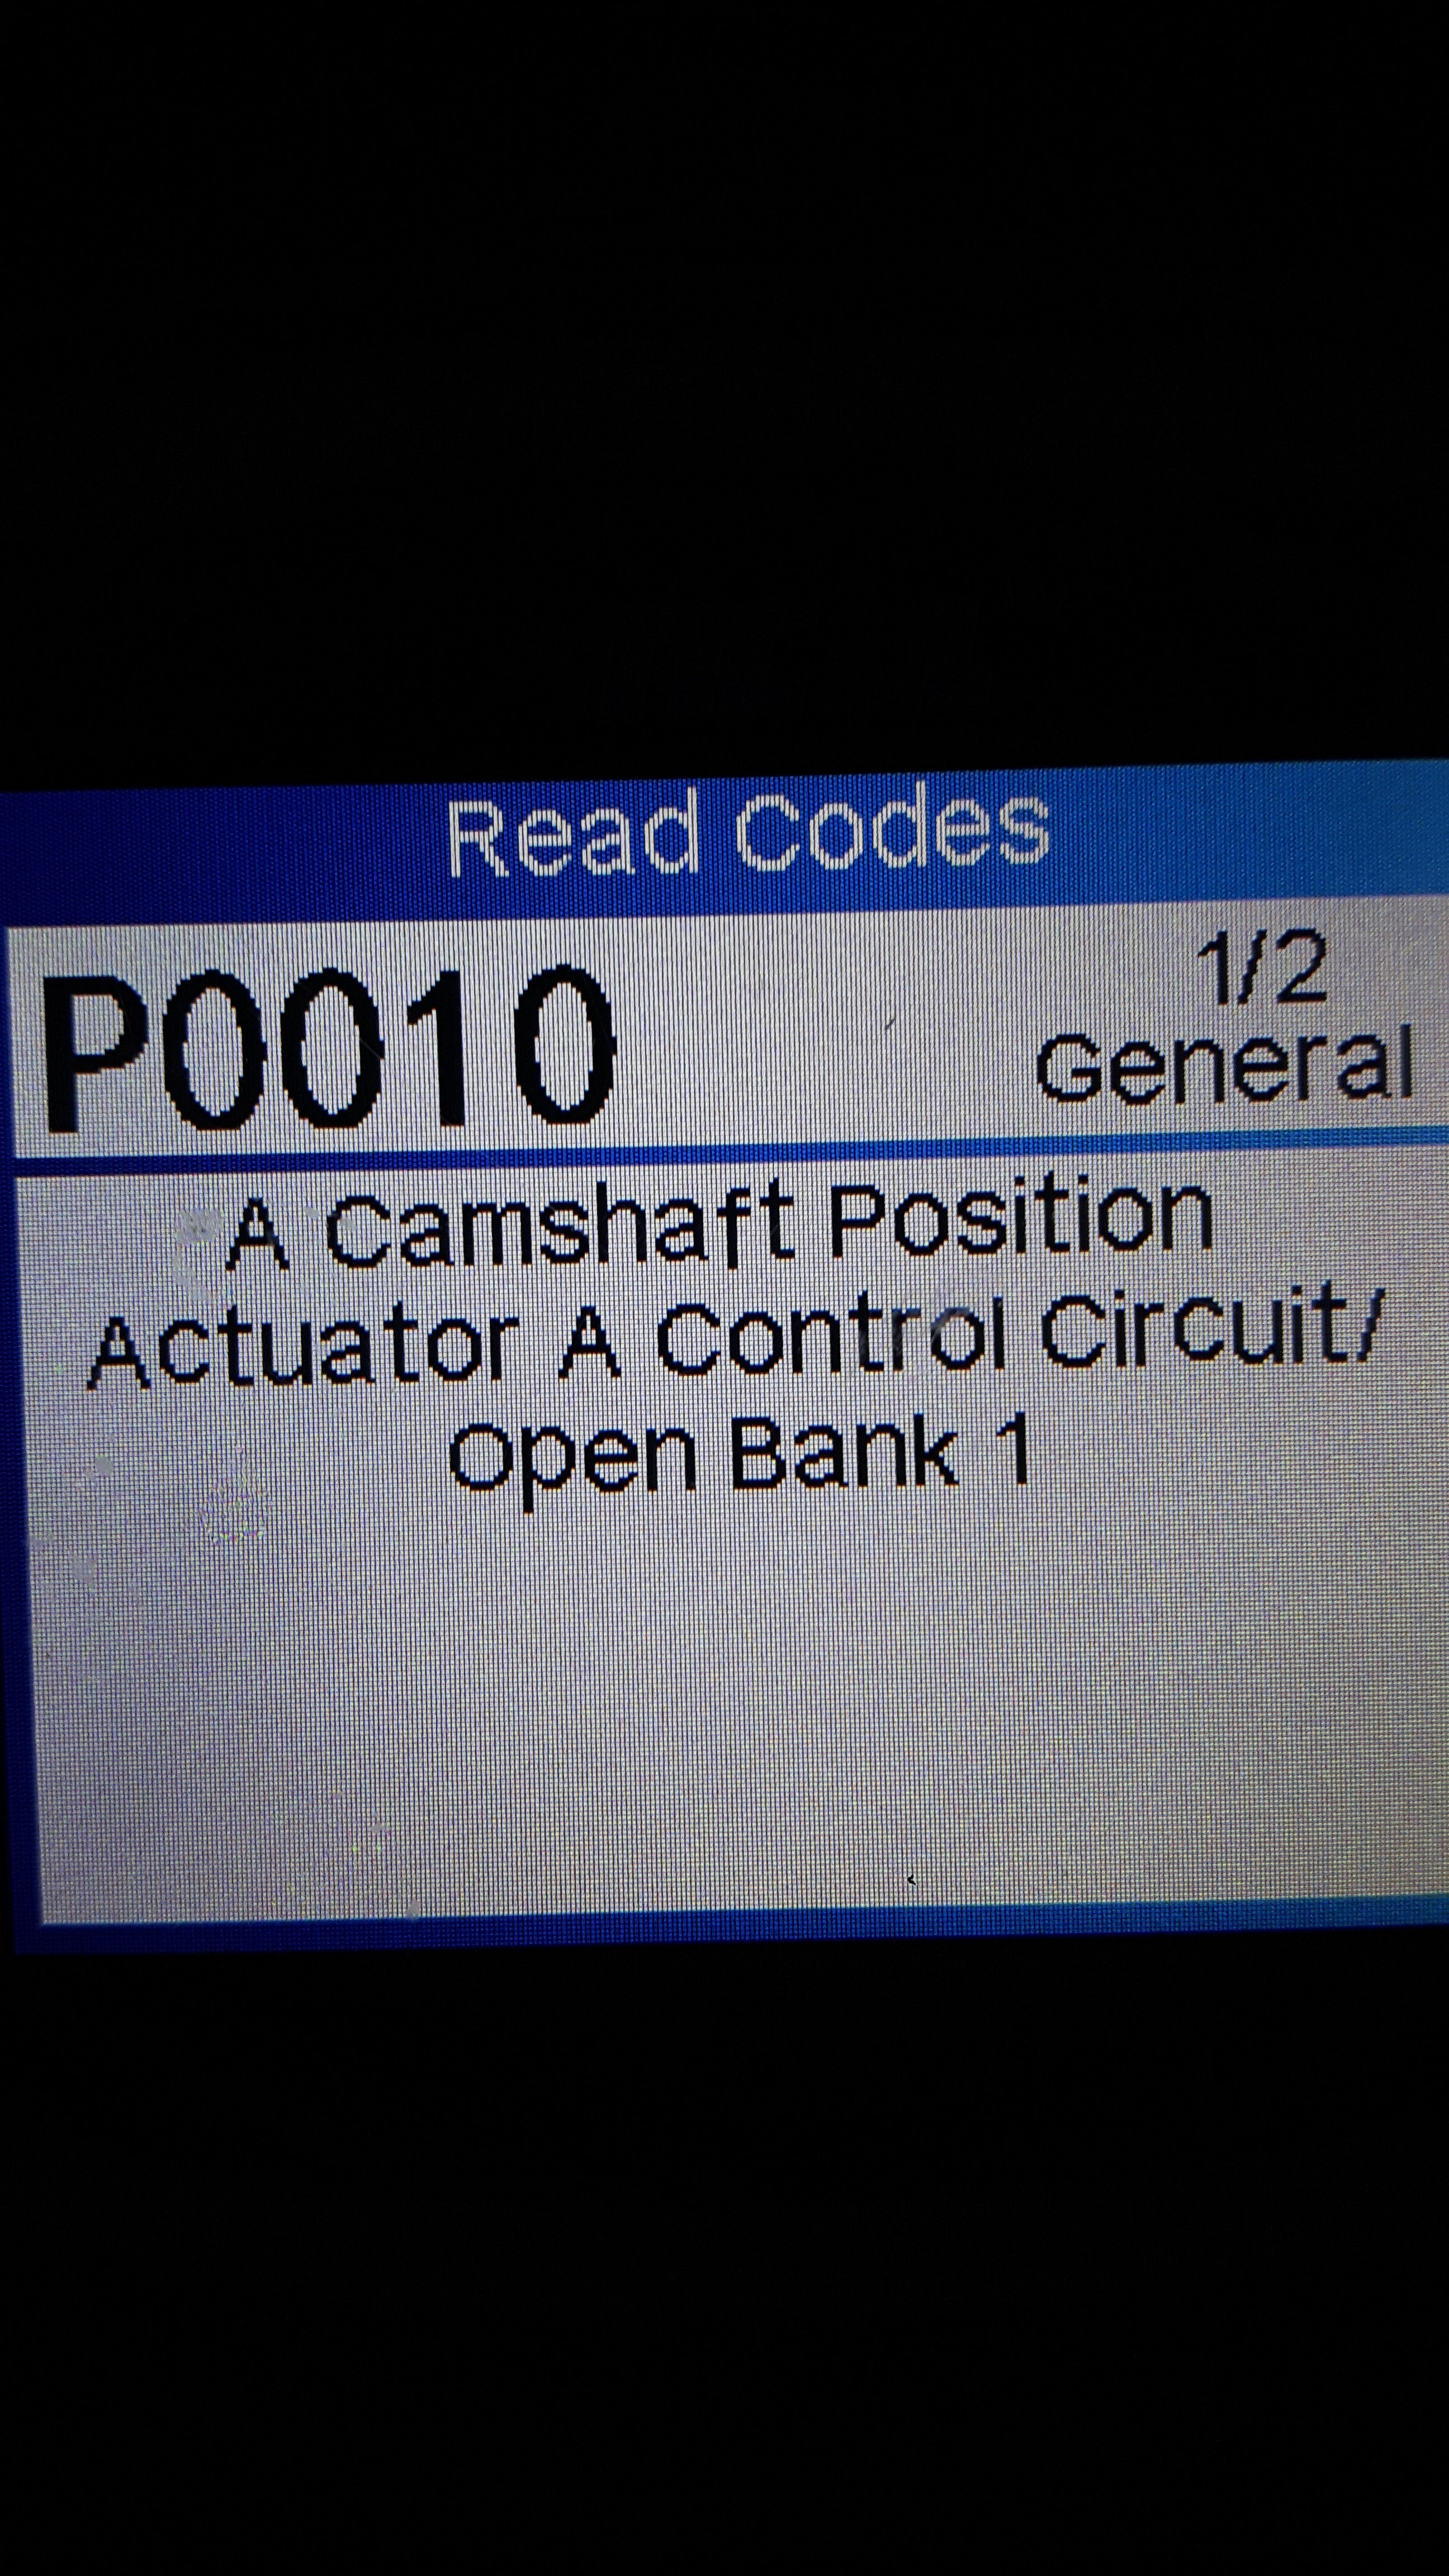 Read Codes
P0010
1/2
General
A Camshaft Position
Actuator A Control Circuit/
Open Bank 1